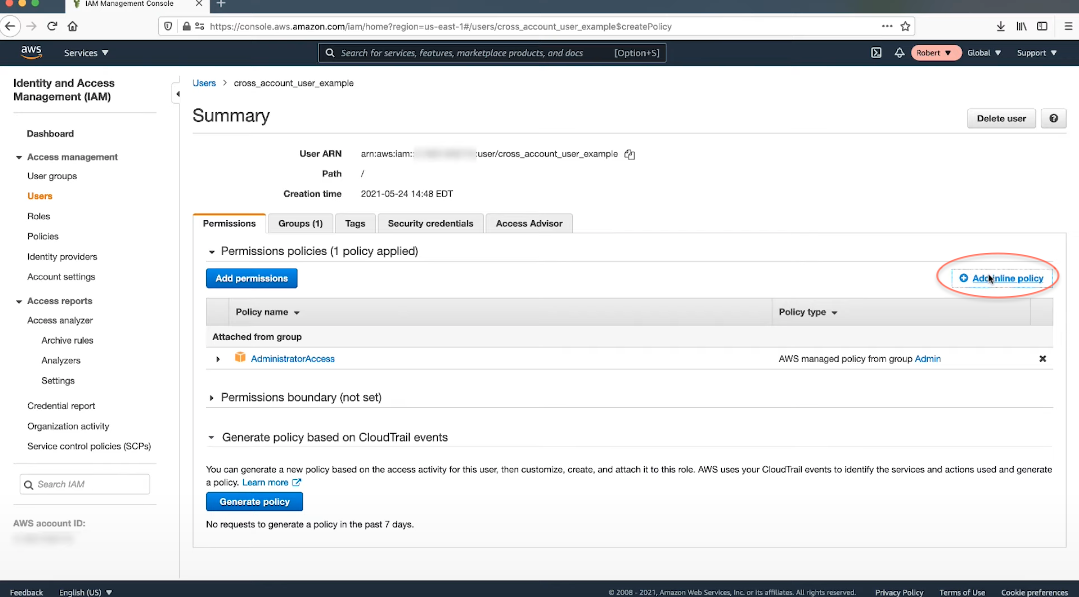 IAM Management Console
https://console.aws.amazon.com/iam/home?region=us-east-1#/users/cross_account_user_example$createPolicy
aws Services Search for services, features, marketplace products, and docs [Option+S] Robert Global Support
Identity and Access Management (IAM)
Dashboard
Access management
User groups
Users
Roles
Policies
Identity providers
Account settings
Access reports
Access analyzer
Archive rules
Analyzers
Settings
Credential report
Organization activity
Service control policies (SCPs)
Search IAM
AWS account ID:
Users > cross_account_user_example
Summary
Delete user
User ARN arn:aws:iam:: :user/cross_account_user_example
Path /
Creation time 2021-05-24 14:48 EDT
Permissions Groups (1) Tags Security credentials Access Advisor
Permissions policies (1 policy applied)
Add permissions Add inline policy
Policy name Policy type
Attached from group
AdministratorAccess AWS managed policy from group Admin
Permissions boundary (not set)
Generate policy based on CloudTrail events
You can generate a new policy based on the access activity for this user, then customize, create, and attach it to this role. AWS uses your CloudTrail events to identify the services and actions used and generate
a policy. Learn more
Generate policy
No requests to generate a policy in the past 7 days.
Feedback English (US) © 2008 - 2021, Amazon Web Services, Inc. or its affiliates. All rights reserved. Privacy Policy Terms of Use Cookie preferences